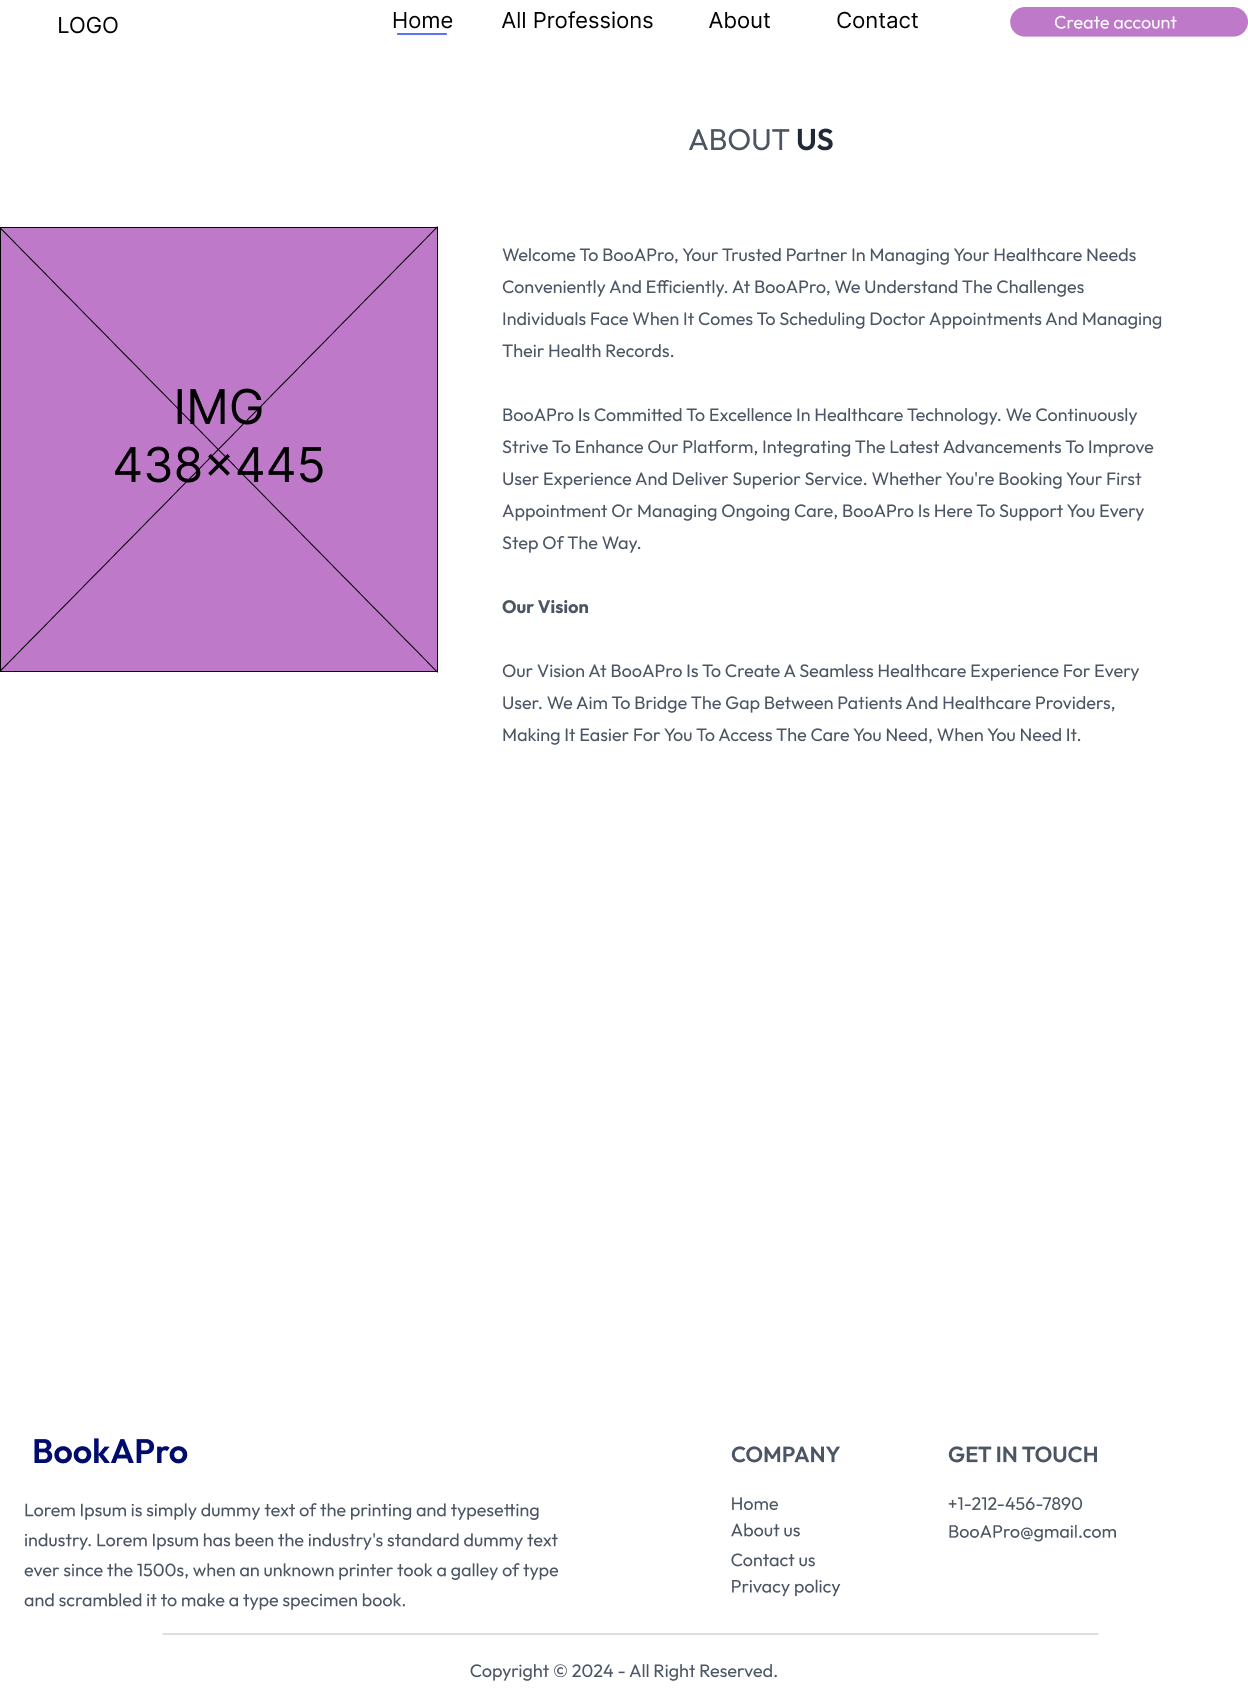 LOGO
Home
All Professions
About
Contact
Create account
ABOUT US
IMG
438×445
Welcome To BooAPro, Your Trusted Partner In Managing Your Healthcare Needs
Conveniently And Efficiently. At BooAPro, We Understand The Challenges
Individuals Face When It Comes To Scheduling Doctor Appointments And Managing
Their Health Records.
BooAPro Is Committed To Excellence In Healthcare Technology. We Continuously
Strive To Enhance Our Platform, Integrating The Latest Advancements To Improve
User Experience And Deliver Superior Service. Whether You're Booking Your First
Appointment Or Managing Ongoing Care, BooAPro Is Here To Support You Every
Step Of The Way.
Our Vision
Our Vision At BooAPro Is To Create A Seamless Healthcare Experience For Every
User. We Aim To Bridge The Gap Between Patients And Healthcare Providers,
Making It Easier For You To Access The Care You Need, When You Need It.
BookAPro
Lorem Ipsum is simply dummy text of the printing and typesetting
industry. Lorem Ipsum has been the industry's standard dummy text
ever since the 1500s, when an unknown printer took a galley of type
and scrambled it to make a type specimen book.
COMPANY
Home
About us
Contact us
Privacy policy
GET IN TOUCH
+1-212-456-7890
BooAPro@gmail.com
Copyright © 2024 - All Right Reserved.